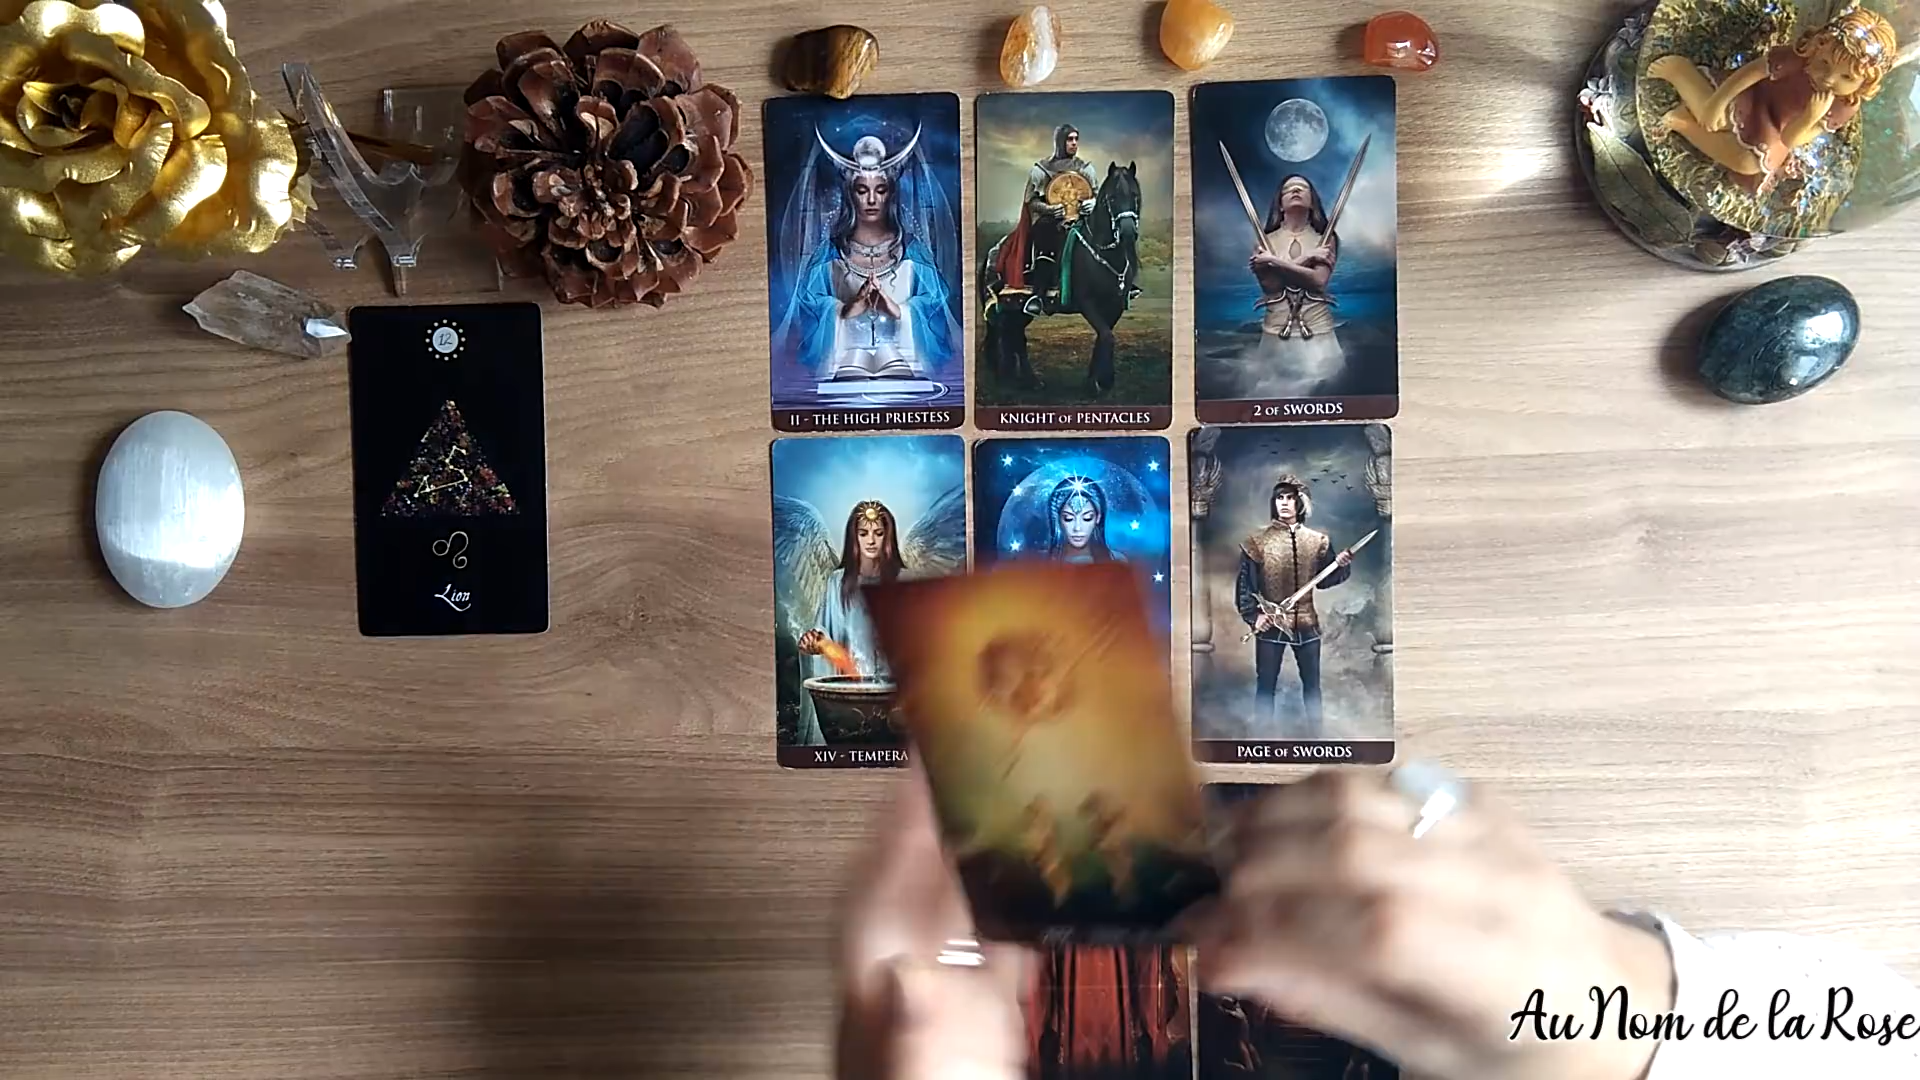 12
Lion
II - THE HIGH PRIESTESS
KNIGHT OF PENTACLES
2 OF SWORDS
XIV - TEMPERA
PAGE OF SWORDS
Au Nom de la Rose